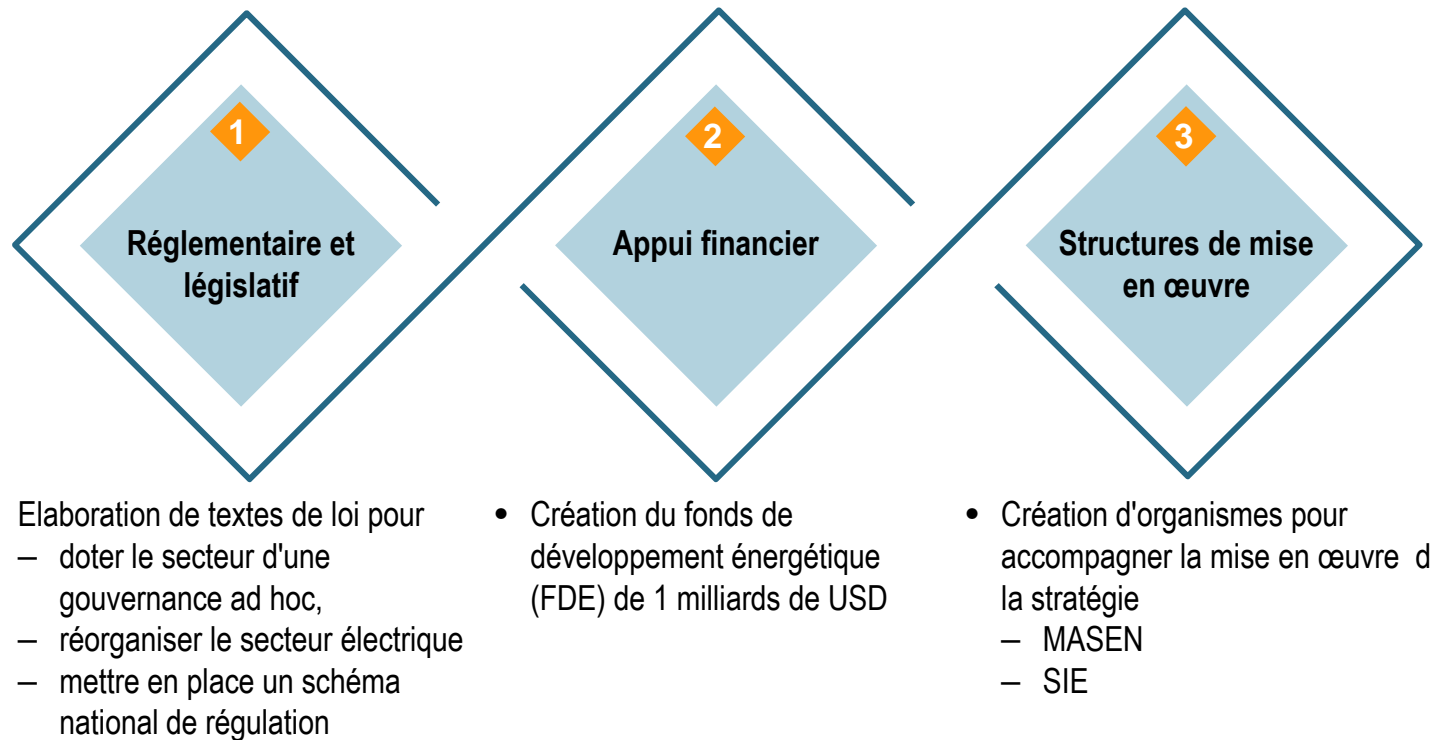 1
Réglementaire et
législatif
Elaboration de textes de loi pour
– doter le secteur d'une
gouvernance ad hoc,
– réorganiser le secteur électrique
– mettre en place un schéma
national de régulation
2
Appui financier
• Création du fonds de
développement énergétique
(FDE) de 1 milliards de USD
3
Structures de mise
en œuvre
• Création d'organismes pour
accompagner la mise en œuvre d
la stratégie
– MASEN
– SIE